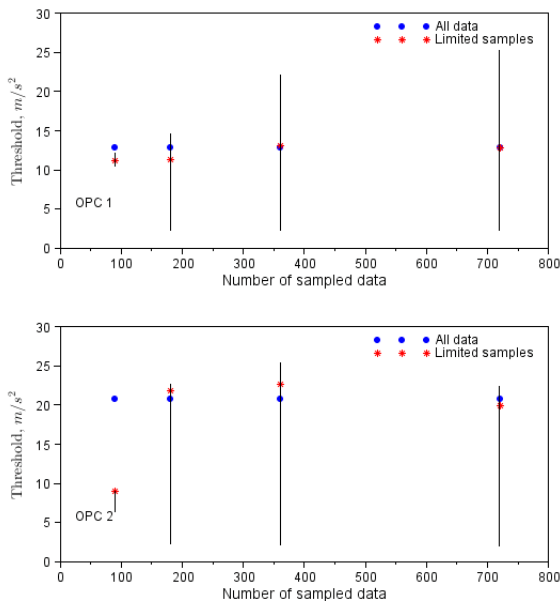 30
All data
Limited samples
25
20
15
10
5
0
Threshold, m/s²
OPC 1
0 100 200 300 400 500 600 700 800
Number of sampled data
30
All data
Limited samples
25
20
15
10
5
0
Threshold, m/s²
OPC 2
0 100 200 300 400 500 600 700 800
Number of sampled data